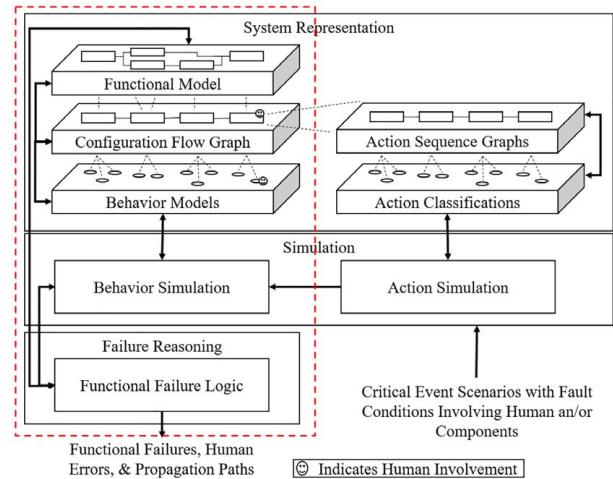 System Representation
Functional Model
Configuration Flow Graph
Action Sequence Graphs
Behavior Models
Action Classifications
Simulation
Behavior Simulation
Action Simulation
Failure Reasoning
Functional Failure Logic
Critical Event Scenarios with Fault
Conditions Involving Human an/or
Components
Functional Failures, Human
Errors, & Propagation Paths
Indicates Human Involvement